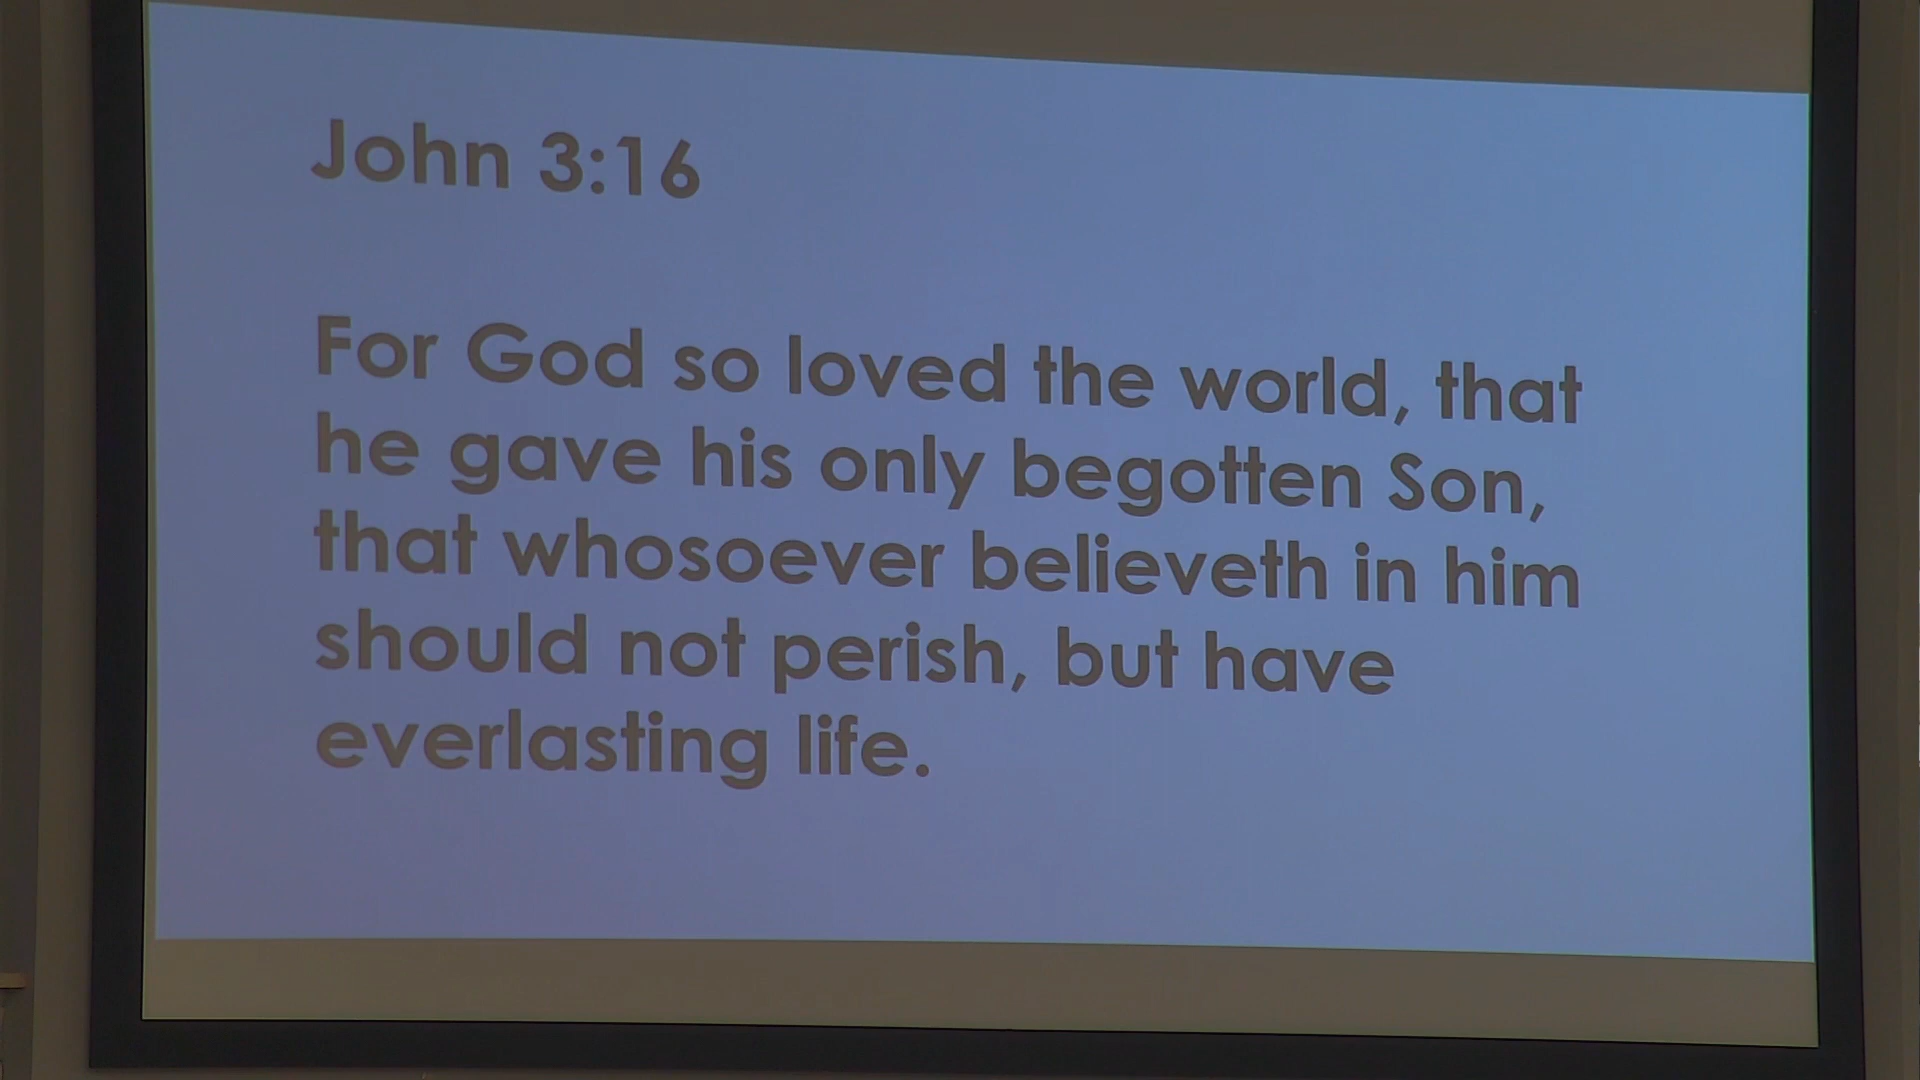 John 3:16
For God so loved the world, that
he gave his only begotten Son,
that whosoever believeth in him
should not perish, but have
everlasting life.